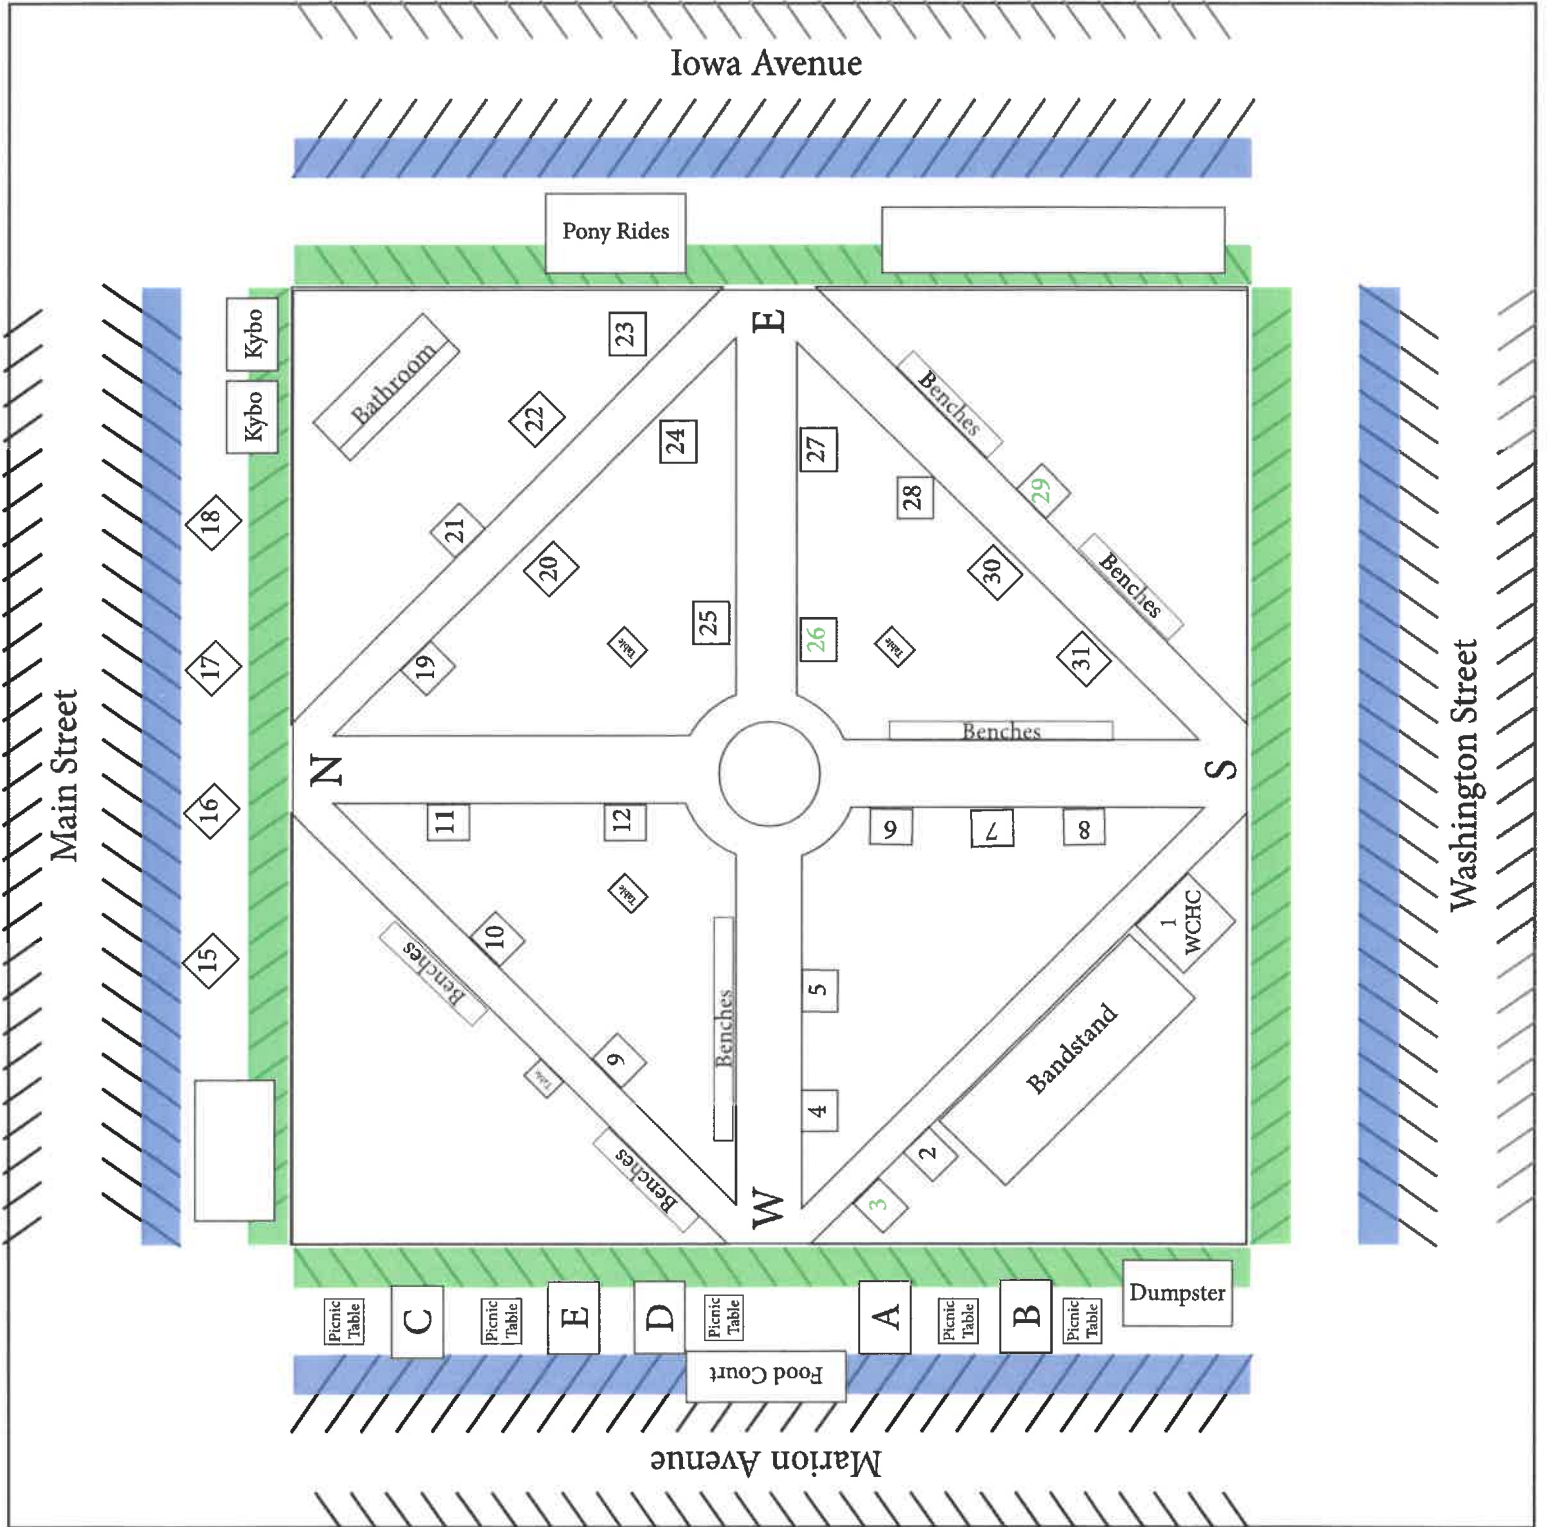 Iowa Avenue
Pony Rides
Kybo
Kybo
Bathroom
23
E
22
24
27
Benches
18
28
29
21
20
30
Benches
25
26
Table
Table
17
19
31
Benches
Main Street
Washington Street
N
S
16
11
12
6
7
8
Table
15
10
Benches
1
WCHC
5
Benches
9
Bandstand
Table
4
2
Benches
W
3
Picnic
Table
C
Picnic
Table
E
D
Picnic
Table
A
Picnic
Table
B
Picnic
Table
Dumpster
Food Court
Marion Avenue